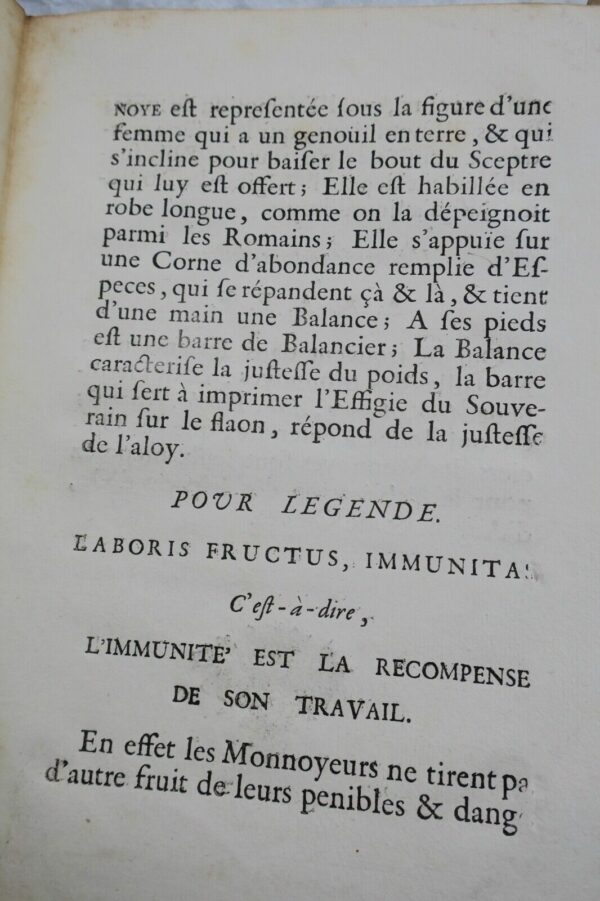 NOYE eſt repreſentée ſous la figure d'une
femme qui a un genoüil en terre, & qui
s'incline pour baiſer le bout du Sceptre
qui luy eſt offert; Elle eſt habillée en
robe longue, comme on la dépeignoit
parmi les Romains; Elle s'appuïe ſur
une Corne d'abondance remplie d'Eſ-
peces, qui ſe répandent çà & là, & tient
d'une main une Balance; A ſes pieds
eſt une barre de Balancier; La Balance
caracteriſe la juſteſſe du poids, la barre
qui ſert à imprimer l'Effigie du Souve-
rain ſur le flaon, répond de la juſteſſe
de l'aloy.
POUR LEGENDE.
LABORIS FRUCTUS, IMMUNITAS
C'eſt-à-dire,
L'IMMUNITE' EST LA RECOMPENSE
DE SON TRAVAIL.
En effet les Monnoyeurs ne tirent pa
d'autre fruit de leurs penibles & dang